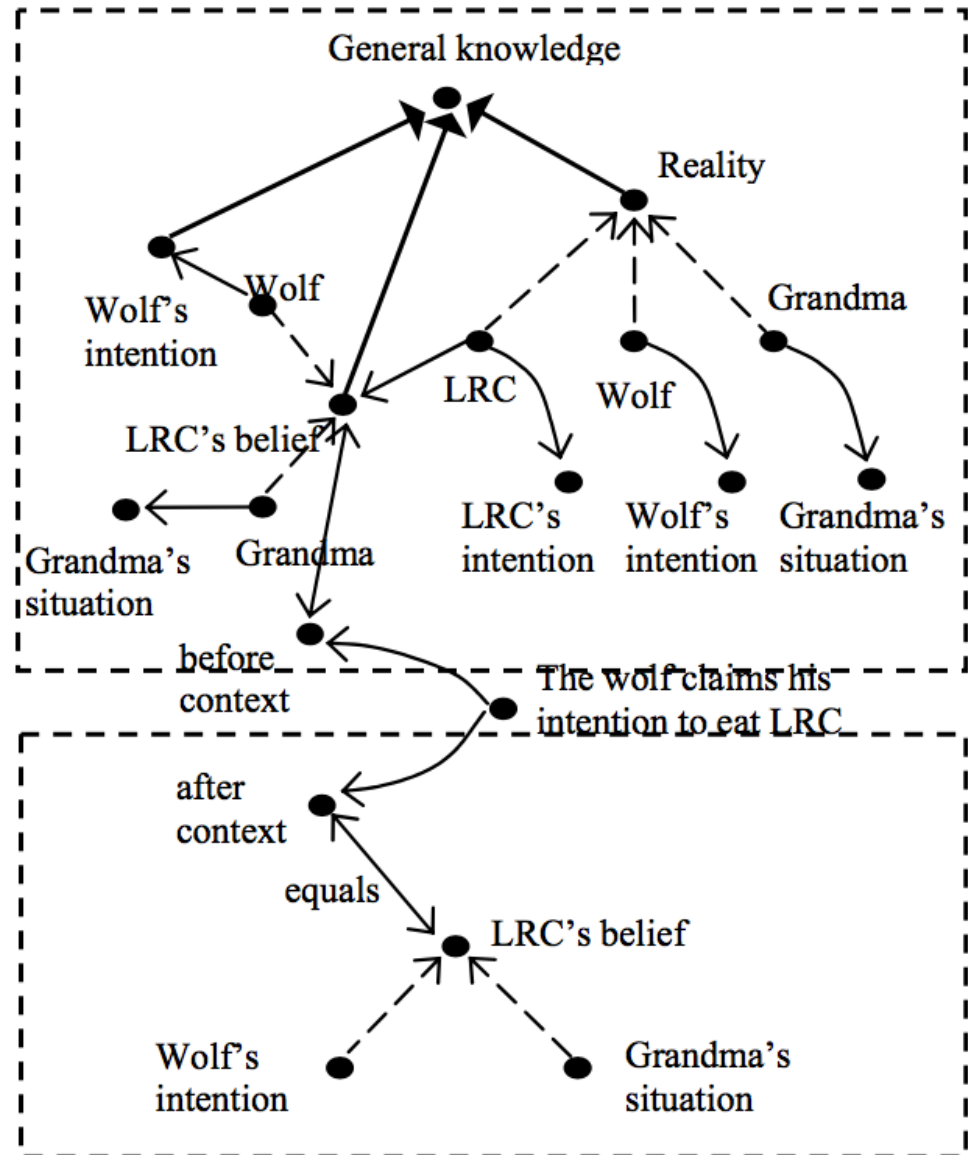 General knowledge
Reality
Wolf
Wolf's
intention
Grandma
LRC
Wolf
LRC's belief
LRC's
intention
Wolf's
intention
Grandma's
situation
Grandma's
situation
Grandma
before
context
The wolf claims his
intention to eat LRC
after
context
equals
LRC's belief
Wolf's
intention
Grandma's
situation